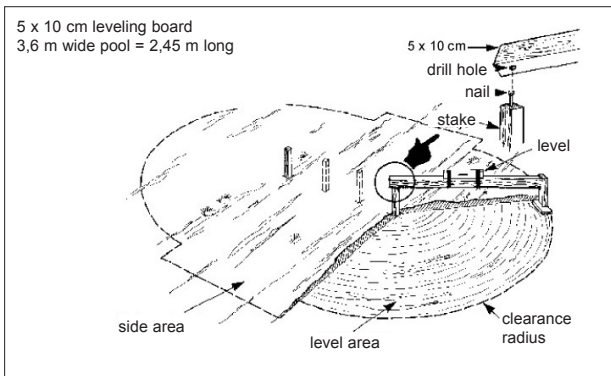 5 x 10 cm leveling board
3,6 m wide pool = 2,45 m long
5 x 10 cm
drill hole
nail
stake
level
side area
level area
clearance
radius